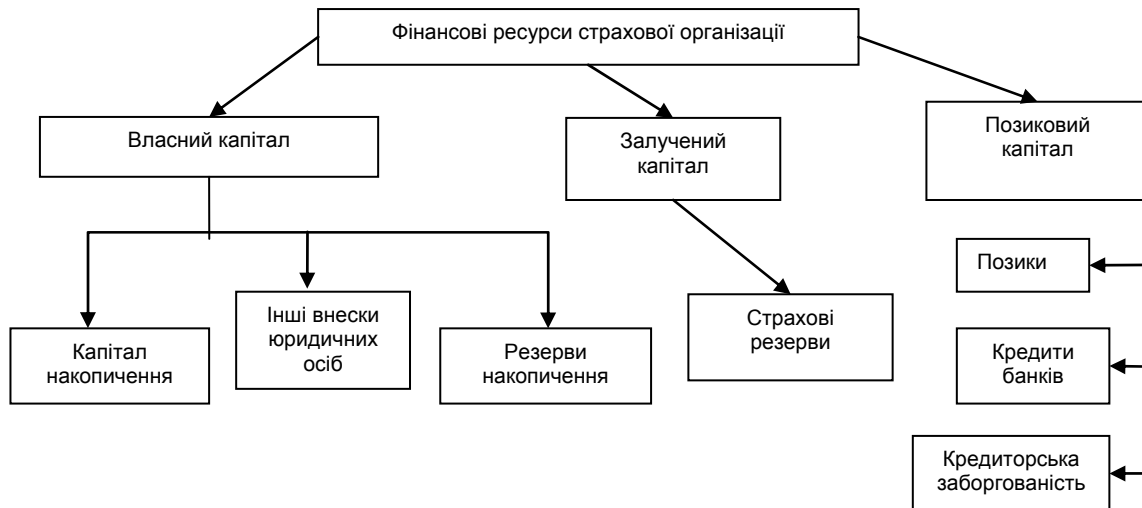 Фінансові ресурси страхової організації
Власний капітал
Залучений
капітал
Позиковий
капітал
Позики
Інші внески
юридичних
осіб
Капітал
накопичення
Резерви
накопичення
Страхові
резерви
Кредити
банків
Кредиторська
заборгованість